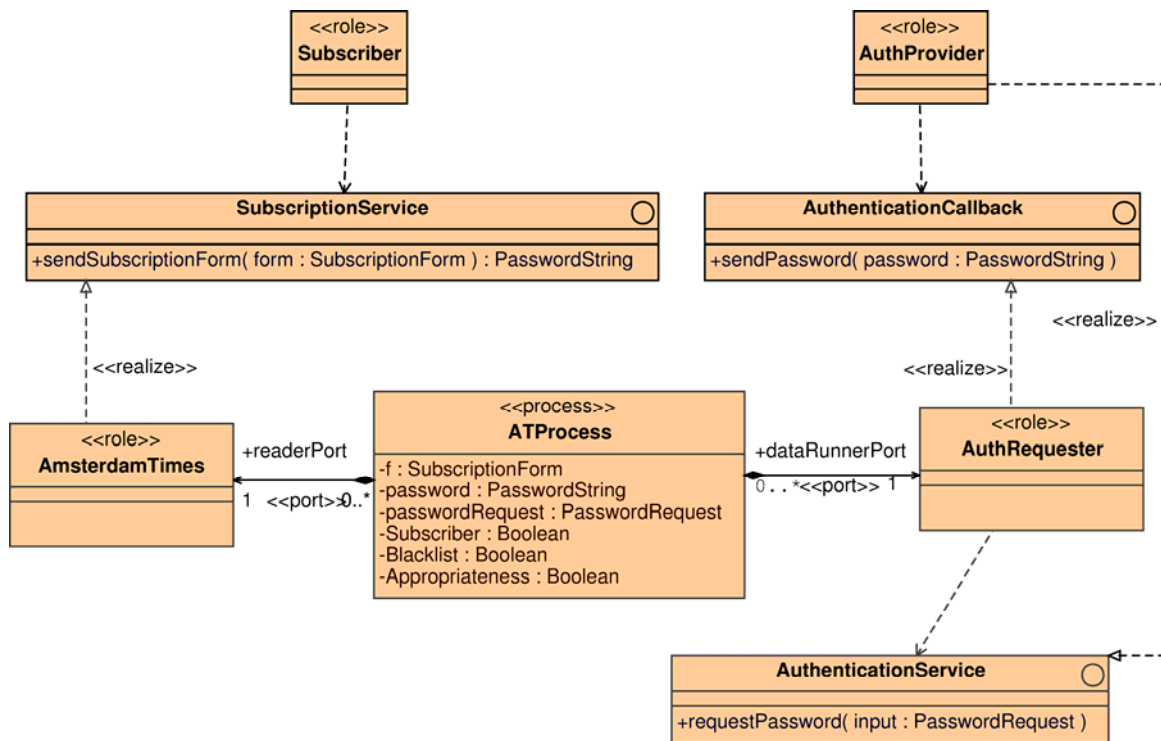 <<role>>
Subscriber
<<role>>
AuthProvider
SubscriptionService
+sendSubscriptionForm( form : SubscriptionForm ) : PasswordString
AuthenticationCallback
+sendPassword( password : PasswordString )
<<realize>>
<<realize>>
<<realize>>
<<role>>
AmsterdamTimes
+readerPort
1 <<port>> 0..*
<<process>>
ATProcess
-f : SubscriptionForm
-password : PasswordString
-passwordRequest : PasswordRequest
-Subscriber : Boolean
-Blacklist : Boolean
-Appropriateness : Boolean
+dataRunnerPort
0..* <<port>> 1
<<role>>
AuthRequester
AuthenticationService
+requestPassword( input : PasswordRequest )